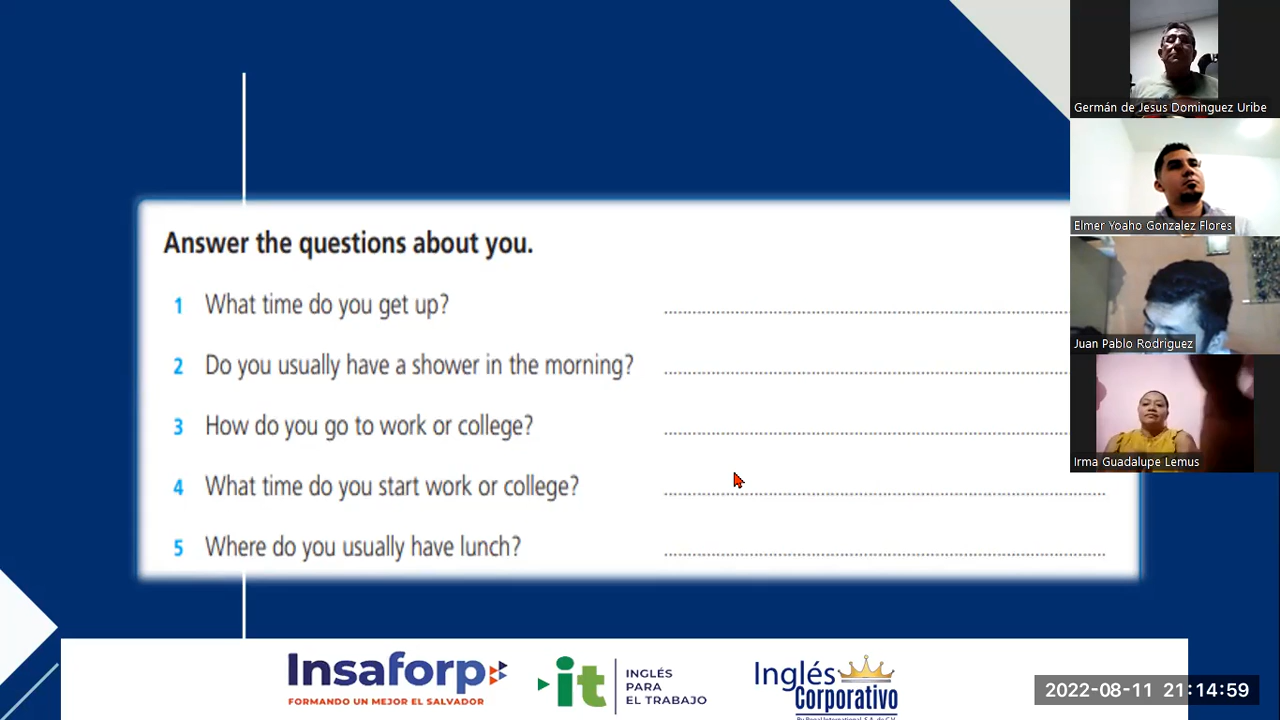 Answer the questions about you.
1 What time do you get up?
2 Do you usually have a shower in the morning?
3 How do you go to work or college?
4 What time do you start work or college?
5 Where do you usually have lunch?
Germán de Jesus Dominguez Uribe
Elmer Yoaho Gonzalez Flores
Juan Pablo Rodriguez
Irma Guadalupe Lemus
Insaforp
FORMANDO UN MEJOR EL SALVADOR
it
INGLÉS
PARA
EL TRABAJO
Inglés
Corporativo
2022-08-11 21:14:59